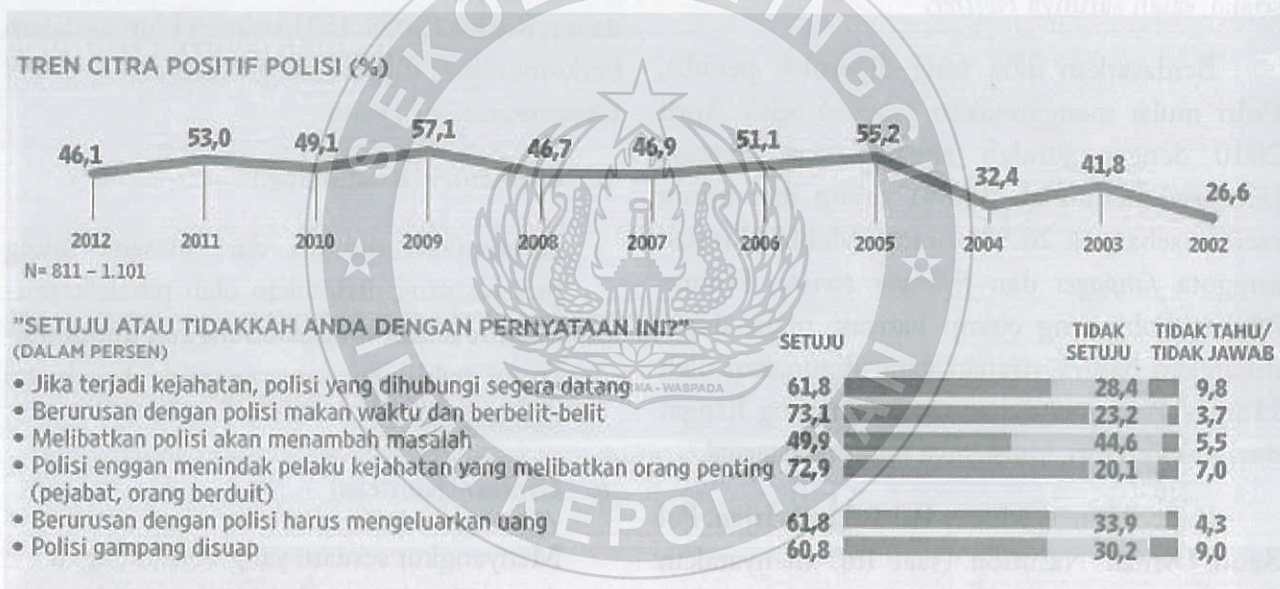 TREN CITRA POSITIF POLISI (%)
46,1 53,0 49,1 57,1 46,7 46,9 51,1 55,2 32,4 41,8 26,6
2012 2011 2010 2009 2008 2007 2006 2005 2004 2003 2002
N= 811 – 1.101
"SETUJU ATAU TIDAKKAH ANDA DENGAN PERNYATAAN INI?"
(DALAM PERSEN)
SETUJU TIDAK SETUJU TIDAK TAHU/ TIDAK JAWAB
• Jika terjadi kejahatan, polisi yang dihubungi segera datang 61,8 28,4 9,8
• Berurusan dengan polisi makan waktu dan berbelit-belit 73,1 23,2 3,7
• Melibatkan polisi akan menambah masalah 49,9 44,6 5,5
• Polisi enggan menindak pelaku kejahatan yang melibatkan orang penting 72,9 20,1 7,0
(pejabat, orang berduit)
• Berurusan dengan polisi harus mengeluarkan uang 61,8 33,9 4,3
• Polisi gampang disuap 60,8 30,2 9,0
SEKOLAH TINGGI
ILMU KEPOLISIAN
WASPADA